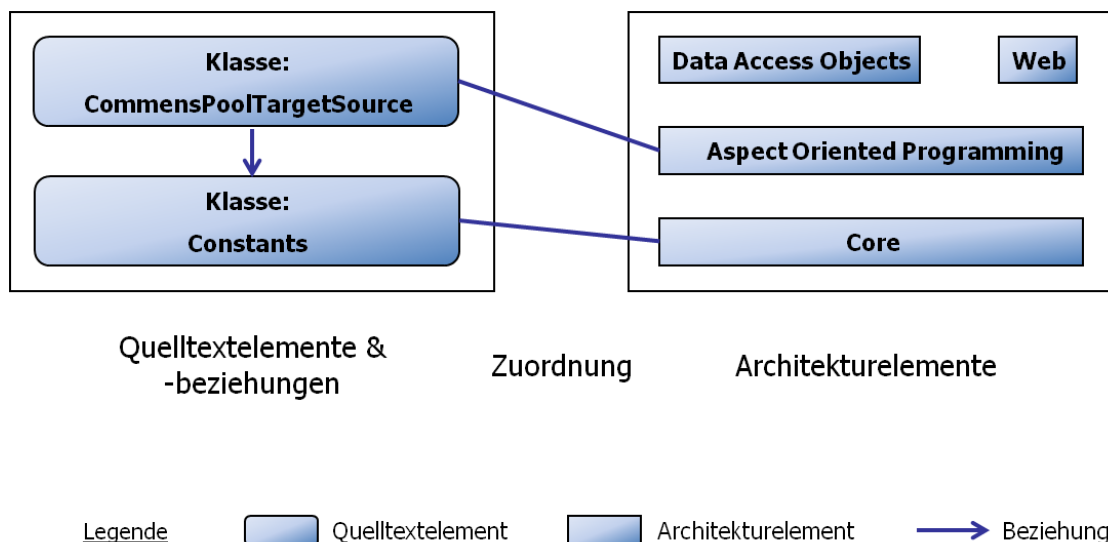 Klasse:
CommensPoolTargetSource
Klasse:
Constants
Data Access Objects
Web
Aspect Oriented Programming
Core
Quelltextelemente &
-beziehungen
Zuordnung
Architekturelemente
Legende
Quelltextelement
Architekturelement
Beziehung